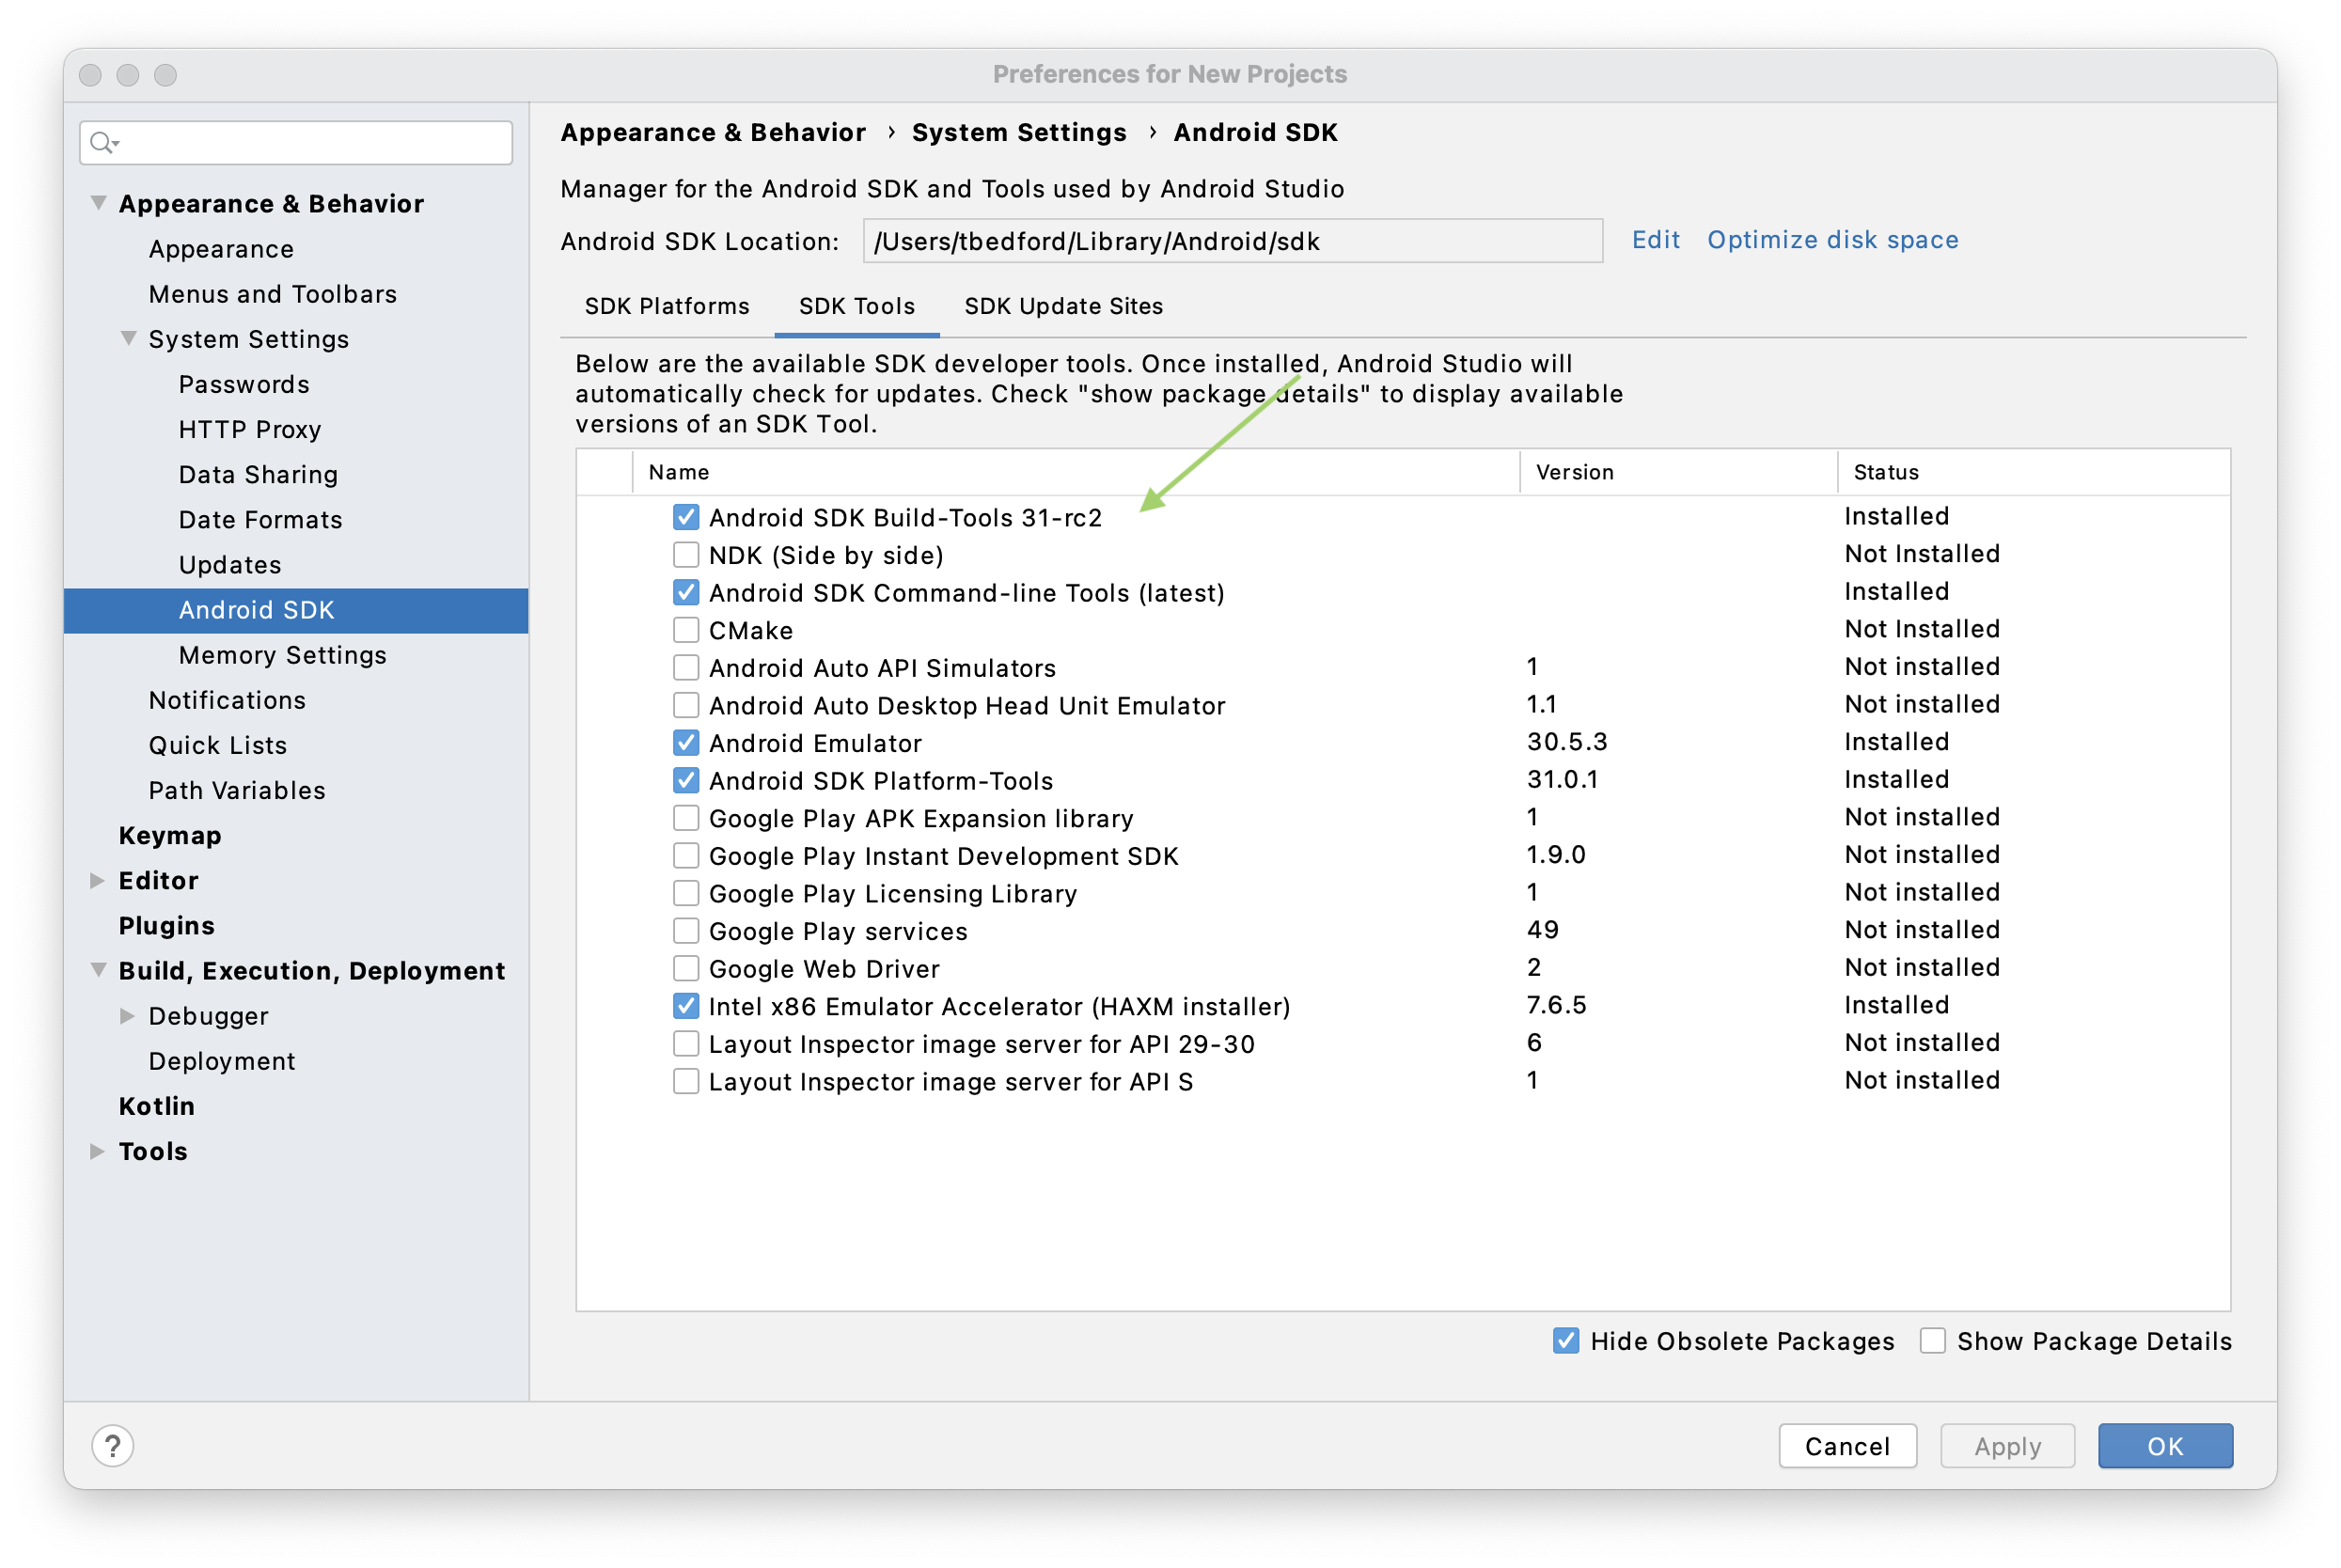 Preferences for New Projects
Appearance & Behavior
Appearance
Menus and Toolbars
System Settings
Passwords
HTTP Proxy
Data Sharing
Date Formats
Updates
Android SDK
Memory Settings
Notifications
Quick Lists
Path Variables
Keymap
Editor
Plugins
Build, Execution, Deployment
Debugger
Deployment
Kotlin
Tools
?
Appearance & Behavior › System Settings › Android SDK
Manager for the Android SDK and Tools used by Android Studio
Android SDK Location: /Users/tbedford/Library/Android/sdk Edit Optimize disk space
SDK Platforms SDK Tools SDK Update Sites
Below are the available SDK developer tools. Once installed, Android Studio will
automatically check for updates. Check "show package details" to display available
versions of an SDK Tool.
Name Version Status
Android SDK Build-Tools 31-rc2 Installed
NDK (Side by side) Not Installed
Android SDK Command-line Tools (latest) Installed
CMake Not Installed
Android Auto API Simulators 1 Not installed
Android Auto Desktop Head Unit Emulator 1.1 Not installed
Android Emulator 30.5.3 Installed
Android SDK Platform-Tools 31.0.1 Installed
Google Play APK Expansion library 1 Not installed
Google Play Instant Development SDK 1.9.0 Not installed
Google Play Licensing Library 1 Not installed
Google Play services 49 Not installed
Google Web Driver 2 Not installed
Intel x86 Emulator Accelerator (HAXM installer) 7.6.5 Installed
Layout Inspector image server for API 29-30 6 Not installed
Layout Inspector image server for API S 1 Not installed
Hide Obsolete Packages Show Package Details
Cancel Apply OK